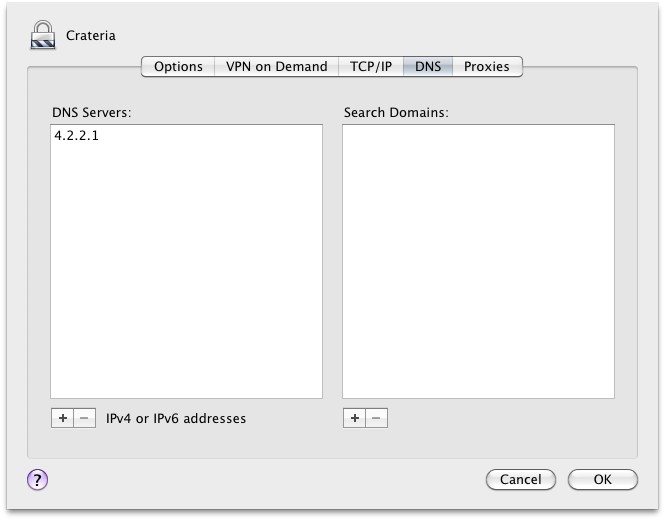 Crateria
Options VPN on Demand TCP/IP DNS Proxies
DNS Servers: Search Domains:
4.2.2.1
+ − IPv4 or IPv6 addresses + −
? Cancel OK